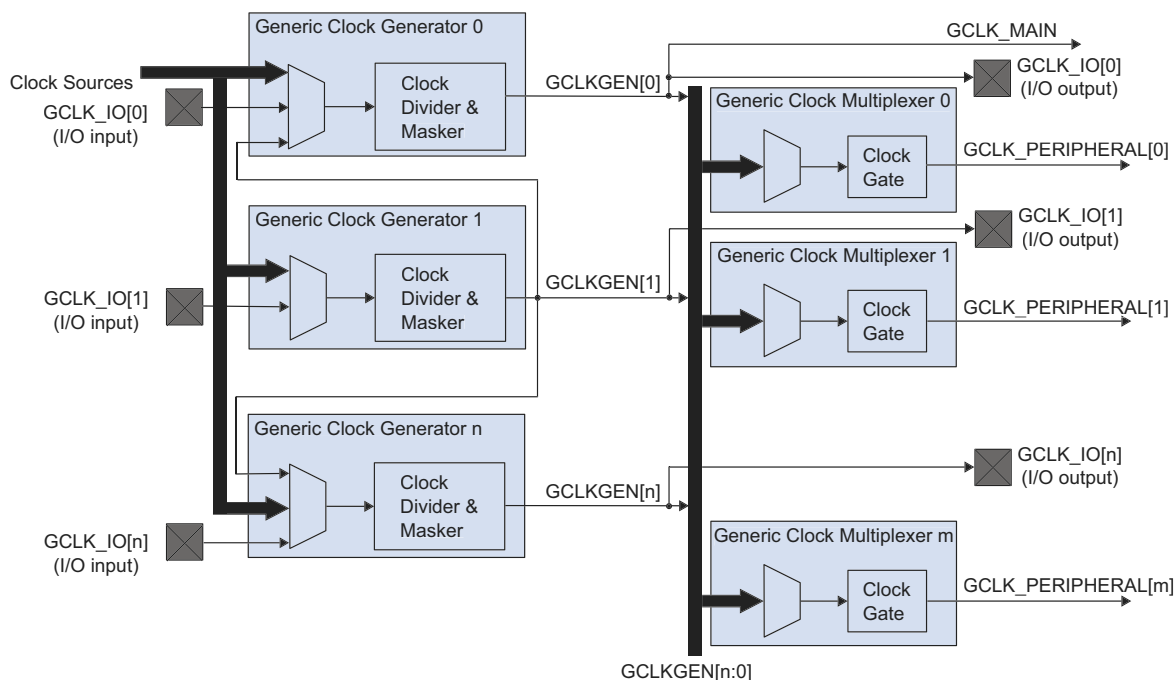 Generic Clock Generator 0
Clock Sources
GCLK_IO[0]
(I/O input)
Clock
Divider &
Masker
GCLKGEN[0]
GCLK_MAIN
GCLK_IO[0]
(I/O output)
Generic Clock Multiplexer 0
Clock
Gate
GCLK_PERIPHERAL[0]
Generic Clock Generator 1
GCLK_IO[1]
(I/O input)
Clock
Divider &
Masker
GCLKGEN[1]
GCLK_IO[1]
(I/O output)
Generic Clock Multiplexer 1
Clock
Gate
GCLK_PERIPHERAL[1]
Generic Clock Generator n
GCLK_IO[n]
(I/O input)
Clock
Divider &
Masker
GCLKGEN[n]
GCLK_IO[n]
(I/O output)
Generic Clock Multiplexer m
Clock
Gate
GCLK_PERIPHERAL[m]
GCLKGEN[n:0]